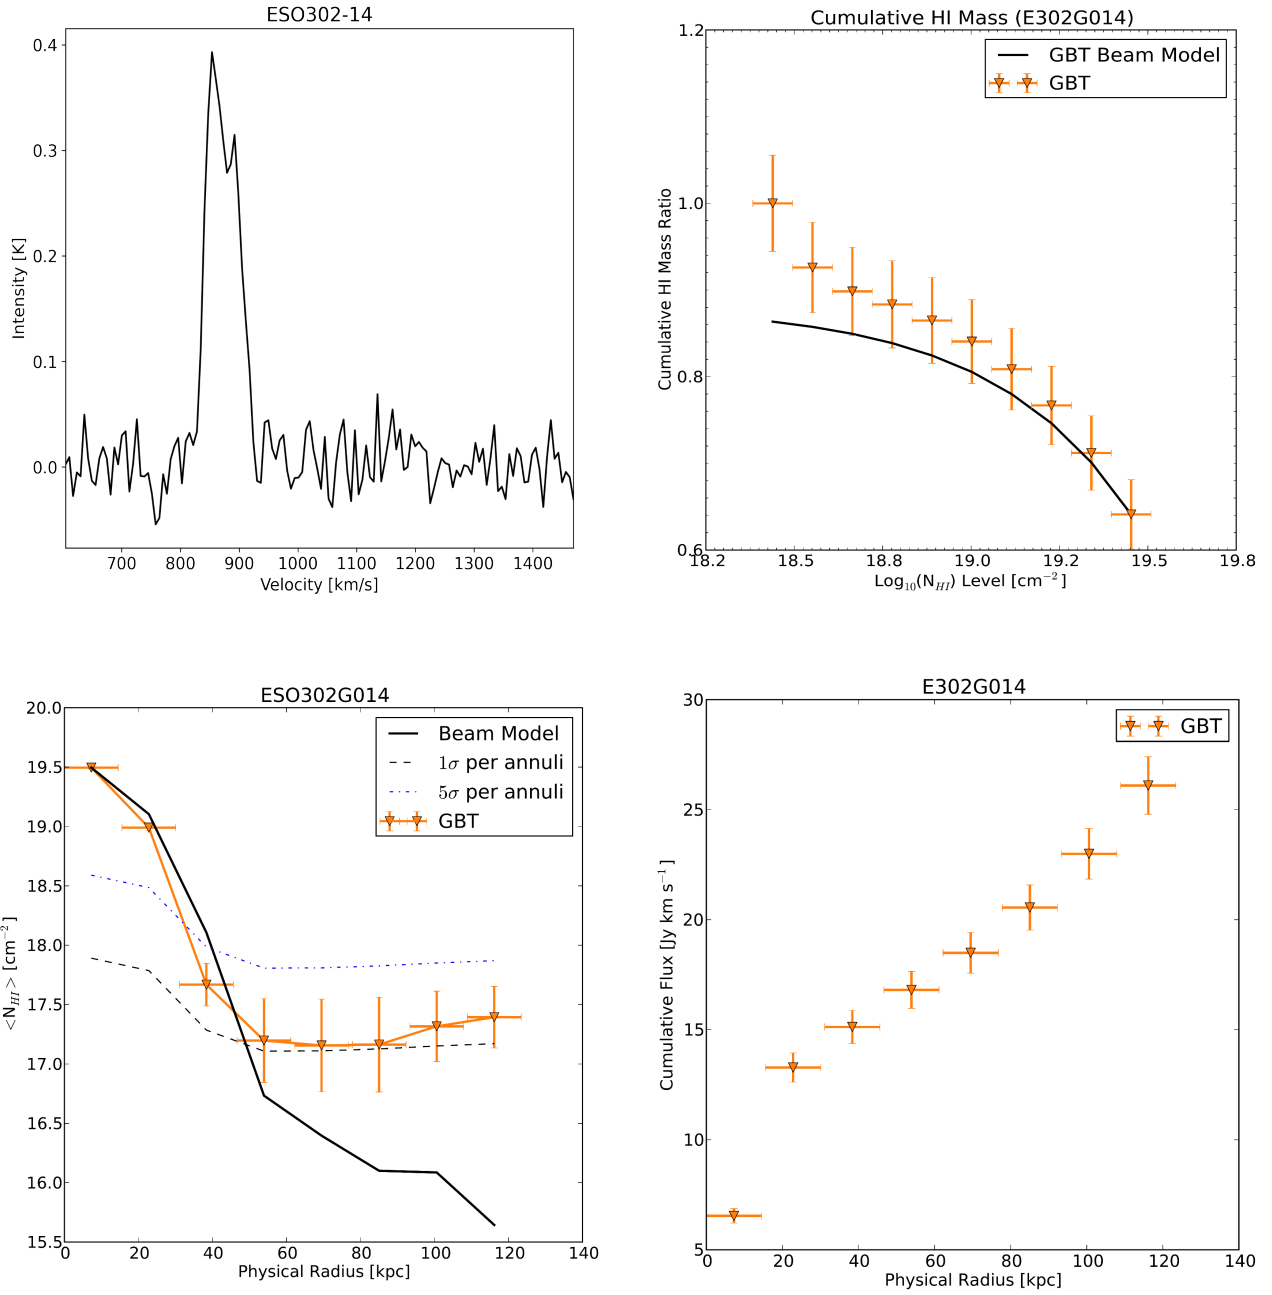 ESO302-14
0.4
0.3
0.2
0.1
0.0
Intensity [K]
700 800 900 1000 1100 1200 1300 1400
Velocity [km/s]
Cumulative HI Mass (E302G014)
GBT Beam Model
GBT
1.2
1.0
0.8
0.6
Cumulative HI Mass Ratio
18.2 18.5 18.8 19.0 19.2 19.5 19.8
Log₁₀(N_HI) Level [cm⁻²]
ESO302G014
Beam Model
1σ per annuli
5σ per annuli
GBT
20.0
19.5
19.0
18.5
18.0
17.5
17.0
16.5
16.0
15.5
<N_HI> [cm⁻²]
0 20 40 60 80 100 120 140
Physical Radius [kpc]
E302G014
GBT
30
25
20
15
10
5
Cumulative Flux [Jy km s⁻¹]
0 20 40 60 80 100 120 140
Physical Radius [kpc]